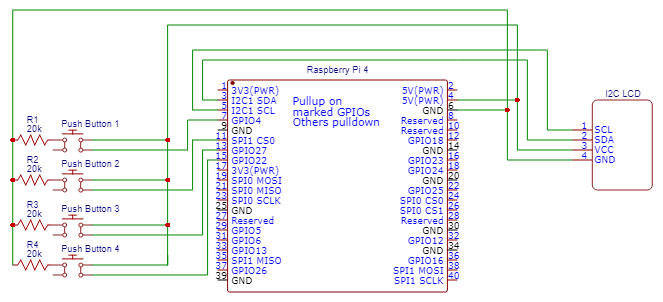 Raspberry Pi 4
I2C LCD
1 3V3(PWR) 5V(PWR) 2
3 I2C1 SDA 5V(PWR) 4
5 I2C1 SCL GND 6
7 GPIO4 Reserved 8
9 GND Reserved 10
11 SPI1 CS0 GPIO18 12
13 GPIO27 GND 14
15 GPIO22 GPIO23 16
17 3V3(PWR) GPIO24 18
19 SPI0 MOSI GND 20
21 SPI0 MISO GPIO25 22
23 SPI0 SCLK SPI0 CS0 24
25 GND SPI0 CS1 26
27 Reserved Reserved 28
29 GPIO5 GND 30
31 GPIO6 GPIO12 32
33 GPIO13 GND 34
35 SPI1 MISO GPIO16 36
37 GPIO26 SPI1 MOSI 38
39 GND SPI1 SCLK 40
Pullup on
marked GPIOs
Others pulldown
R1
20k
Push Button 1
R2
20k
Push Button 2
R3
20k
Push Button 3
R4
20k
Push Button 4
1 SCL
2 SDA
3 VCC
4 GND